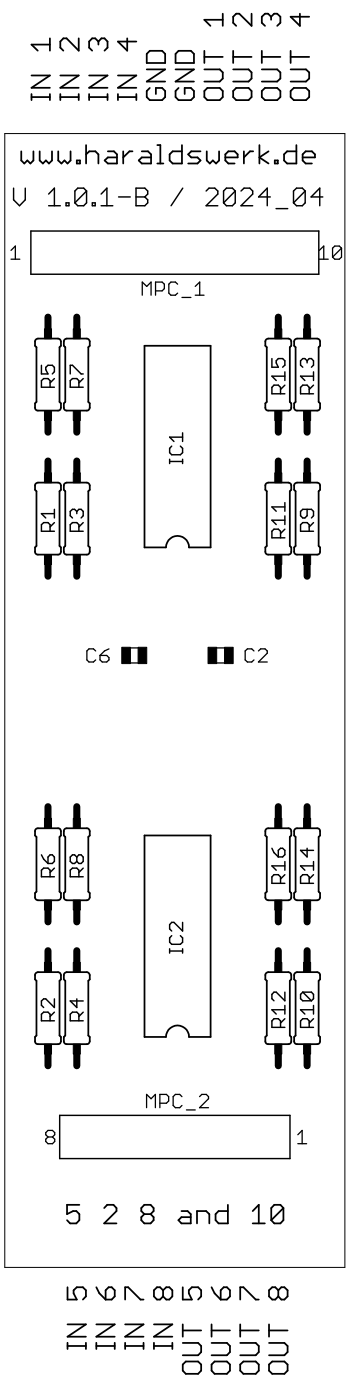 IN 1
IN 2
IN 3
IN 4
GND
GND
OUT 1
OUT 2
OUT 3
OUT 4
www.haraldswerk.de
V 1.0.1-B / 2024_04
1
10
MPC_1
R5
R7
IC1
R15
R13
R1
R3
R11
R9
C6
C2
R6
R8
IC2
R16
R14
R2
R4
R12
R10
MPC_2
8
1
5 2 8 and 10
IN 5
IN 6
IN 7
IN 8
OUT 5
OUT 6
OUT 7
OUT 8